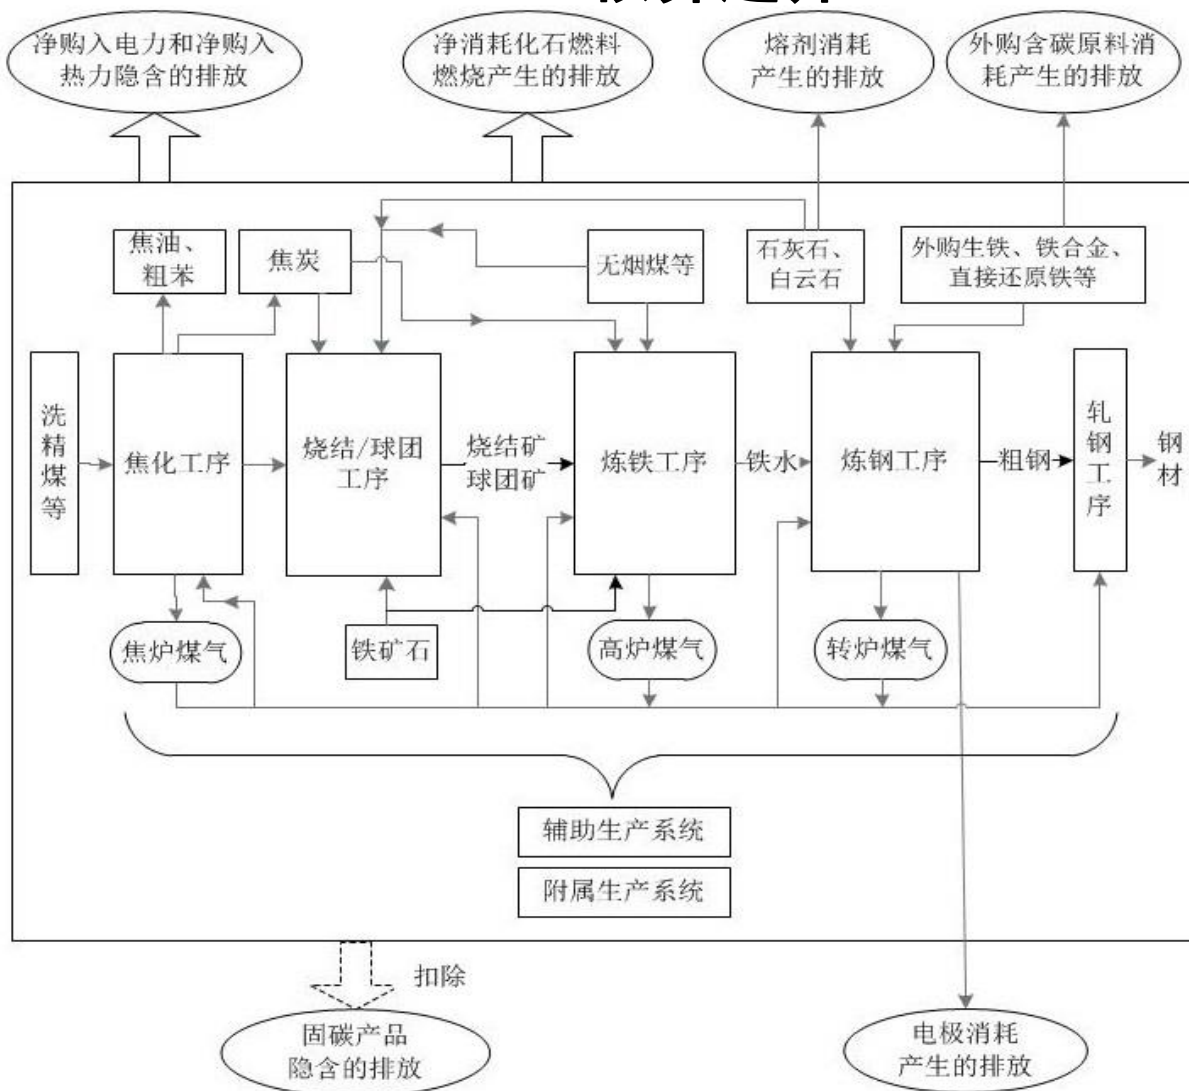 净购入电力和净购入
热力隐含的排放
净消耗化石燃料
燃烧产生的排放
熔剂消耗
产生的排放
外购含碳原料消
耗产生的排放
焦油、
粗苯
焦炭
无烟煤等
石灰石、
白云石
外购生铁、铁合金、
直接还原铁等
洗精煤等
焦化工序
烧结/球团
工序
烧结矿
球团矿
炼铁工序
铁水
炼钢工序
粗钢
轧钢工序
钢材
焦炉煤气
铁矿石
高炉煤气
转炉煤气
辅助生产系统
附属生产系统
扣除
固碳产品
隐含的排放
电极消耗
产生的排放